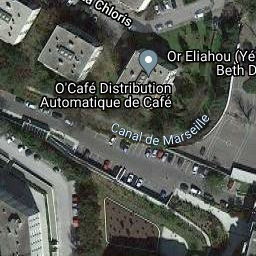 a Chloris
Or Eliahou (Yé
Beth D
O'Café Distribution
Automatique de Café
Canal de Marseille